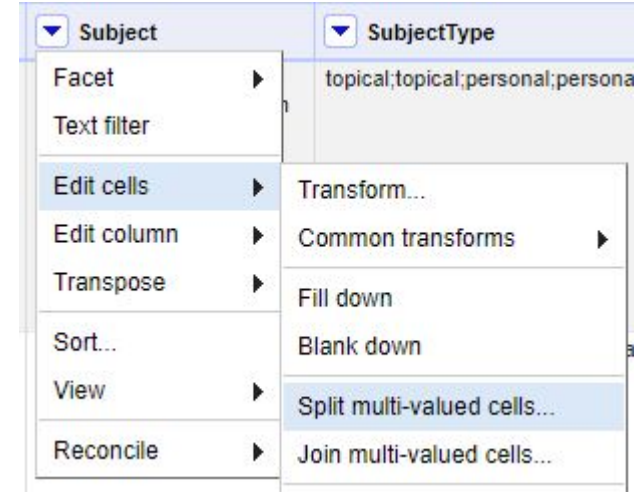 Subject SubjectType
topical;topical;personal;persona
Facet
Text filter
Edit cells
Edit column
Transpose
Sort...
View
Reconcile
Transform...
Common transforms
Fill down
Blank down
Split multi-valued cells...
Join multi-valued cells...